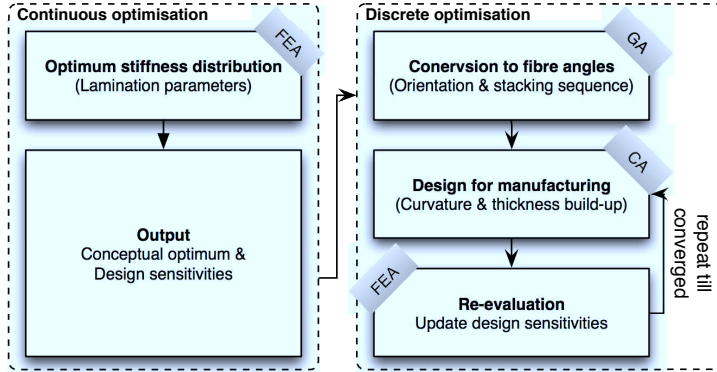 Continuous optimisation
FEA
Optimum stiffness distribution
(Lamination parameters)
Output
Conceptual optimum &
Design sensitivities
Discrete optimisation
GA
Conervsion to fibre angles
(Orientation & stacking sequence)
CA
Design for manufacturing
(Curvature & thickness build-up)
FEA
Re-evaluation
Update design sensitivities
repeat till
converged